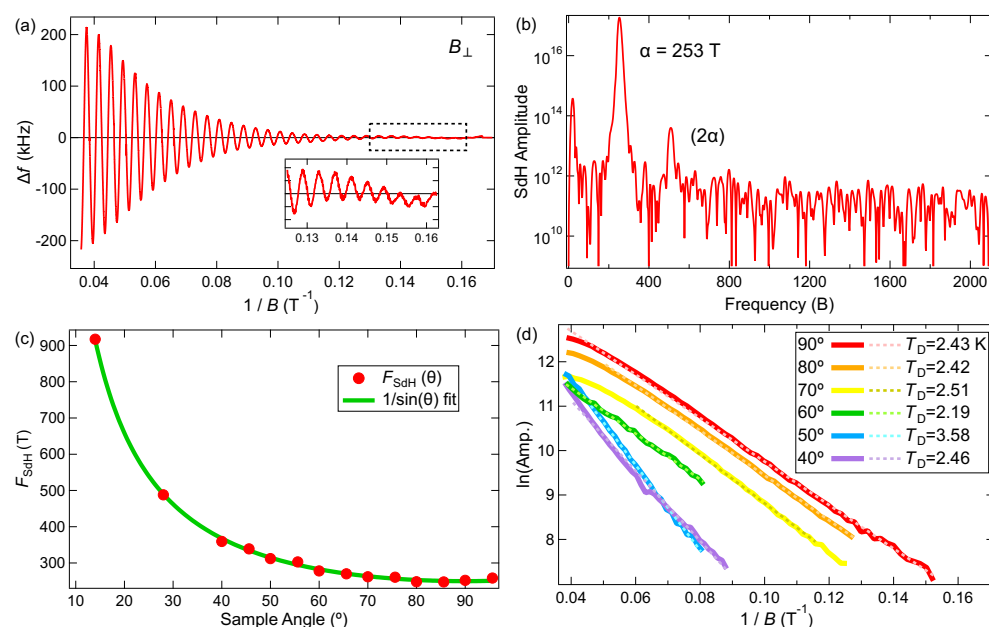 (a)
B⊥
200
100
0
-100
-200
Δf (kHz)
0.13
0.14
0.15
0.16
0.04
0.06
0.08
0.10
0.12
0.14
0.16
1 / B (T⁻¹)
(b)
α = 253 T
(2α)
10¹⁶
10¹⁴
10¹²
10¹⁰
SdH Amplitude
0
400
800
1200
1600
2000
Frequency (B)
(c)
F_SdH (θ)
1/sin(θ) fit
900
800
700
600
500
400
300
200
F_SdH (T)
10
20
30
40
50
60
70
80
90
Sample Angle (º)
(d)
90º T_D=2.43 K
80º T_D=2.42
70º T_D=2.51
60º T_D=2.19
50º T_D=3.58
40º T_D=2.46
12
11
10
9
8
ln(Amp.)
0.04
0.06
0.08
0.10
0.12
0.14
0.16
1 / B (T⁻¹)